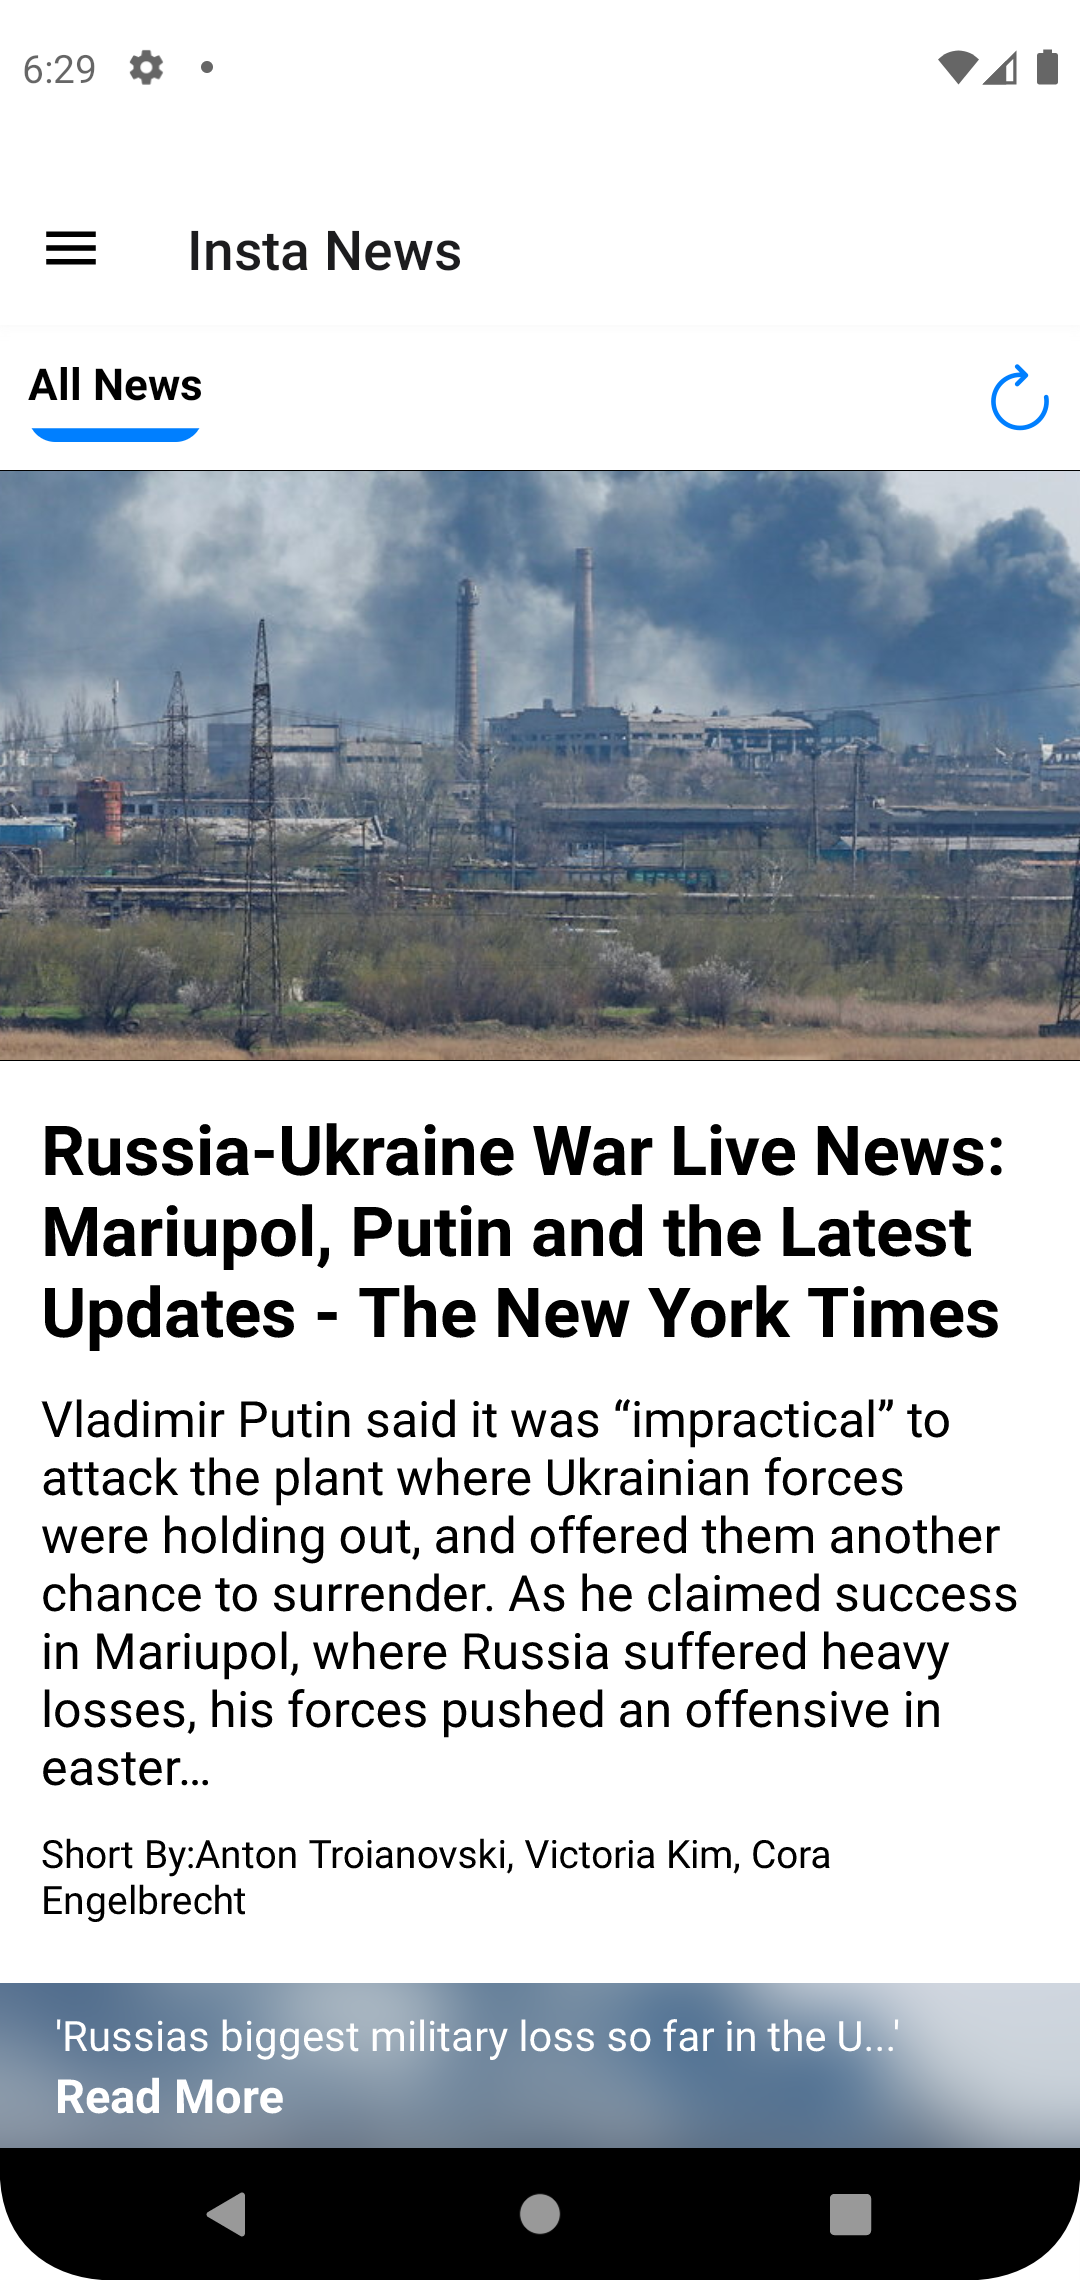 6:29
Insta News
All News
Russia-Ukraine War Live News:
Mariupol, Putin and the Latest
Updates - The New York Times
Vladimir Putin said it was “impractical” to
attack the plant where Ukrainian forces
were holding out, and offered them another
chance to surrender. As he claimed success
in Mariupol, where Russia suffered heavy
losses, his forces pushed an offensive in
easter…
Short By:Anton Troianovski, Victoria Kim, Cora
Engelbrecht
'Russias biggest military loss so far in the U...'
Read More